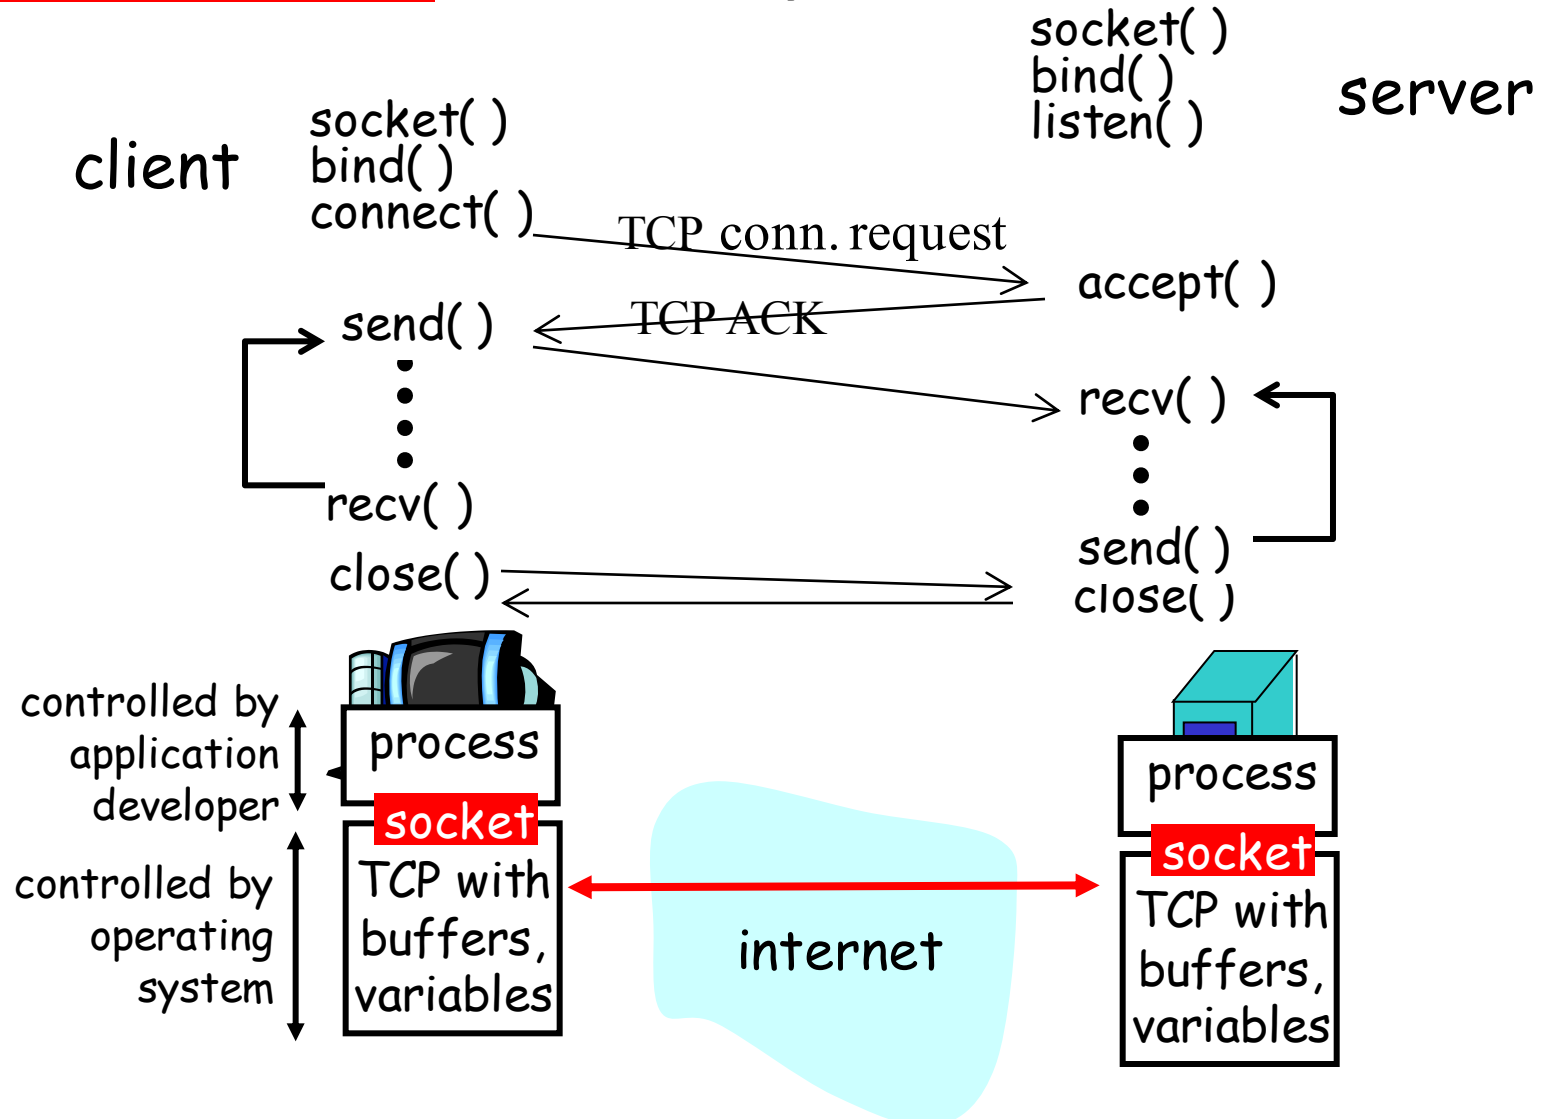 socket( )
bind( )
listen( )
server
client
socket( )
bind( )
connect( )
TCP conn. request
accept( )
TCP ACK
send( )
recv( )
recv( )
send( )
close( )
close( )
controlled by
application
developer
process
socket
controlled by
operating
system
TCP with
buffers,
variables
internet
process
socket
TCP with
buffers,
variables